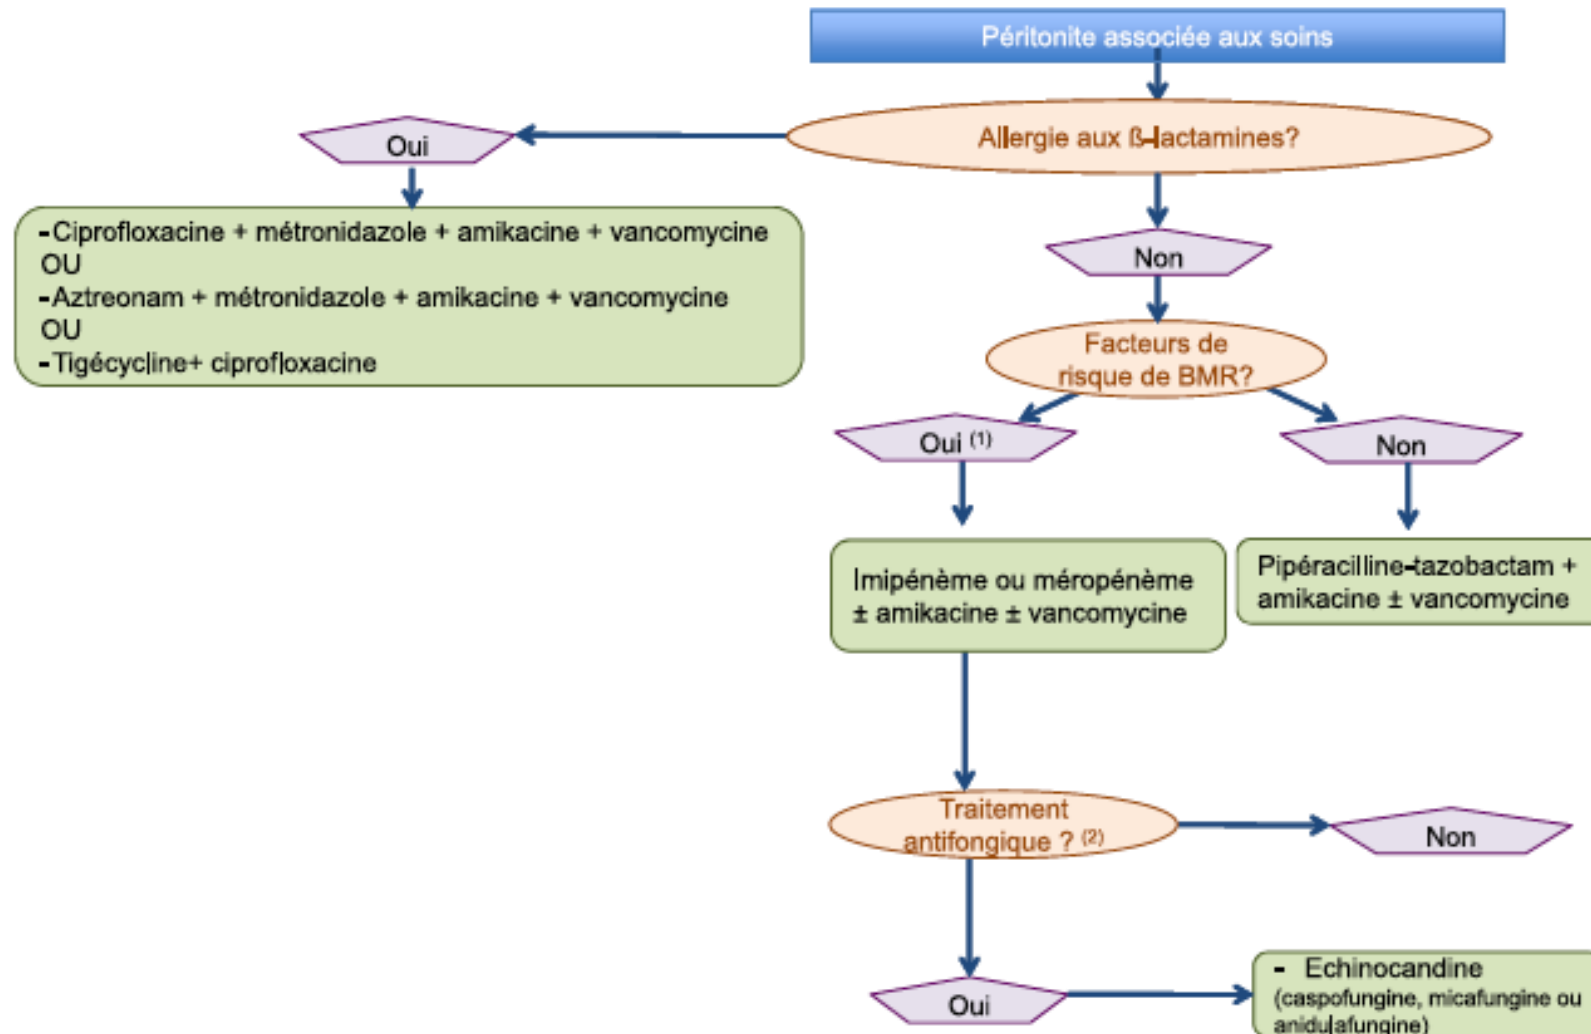 Péritonite associée aux soins
Allergie aux ß-lactamines?
Oui
-Ciprofloxacine + métronidazole + amikacine + vancomycine
OU
-Aztreonam + métronidazole + amikacine + vancomycine
OU
-Tigécycline+ ciprofloxacine
Non
Facteurs de
risque de BMR?
Oui (1)
Non
Imipénème ou méropénème
± amikacine ± vancomycine
Pipéracilline-tazobactam +
amikacine ± vancomycine
Traitement
antifongique ? (2)
Non
Oui
- Echinocandine
(caspofungine, micafungine ou
anidulafungine)